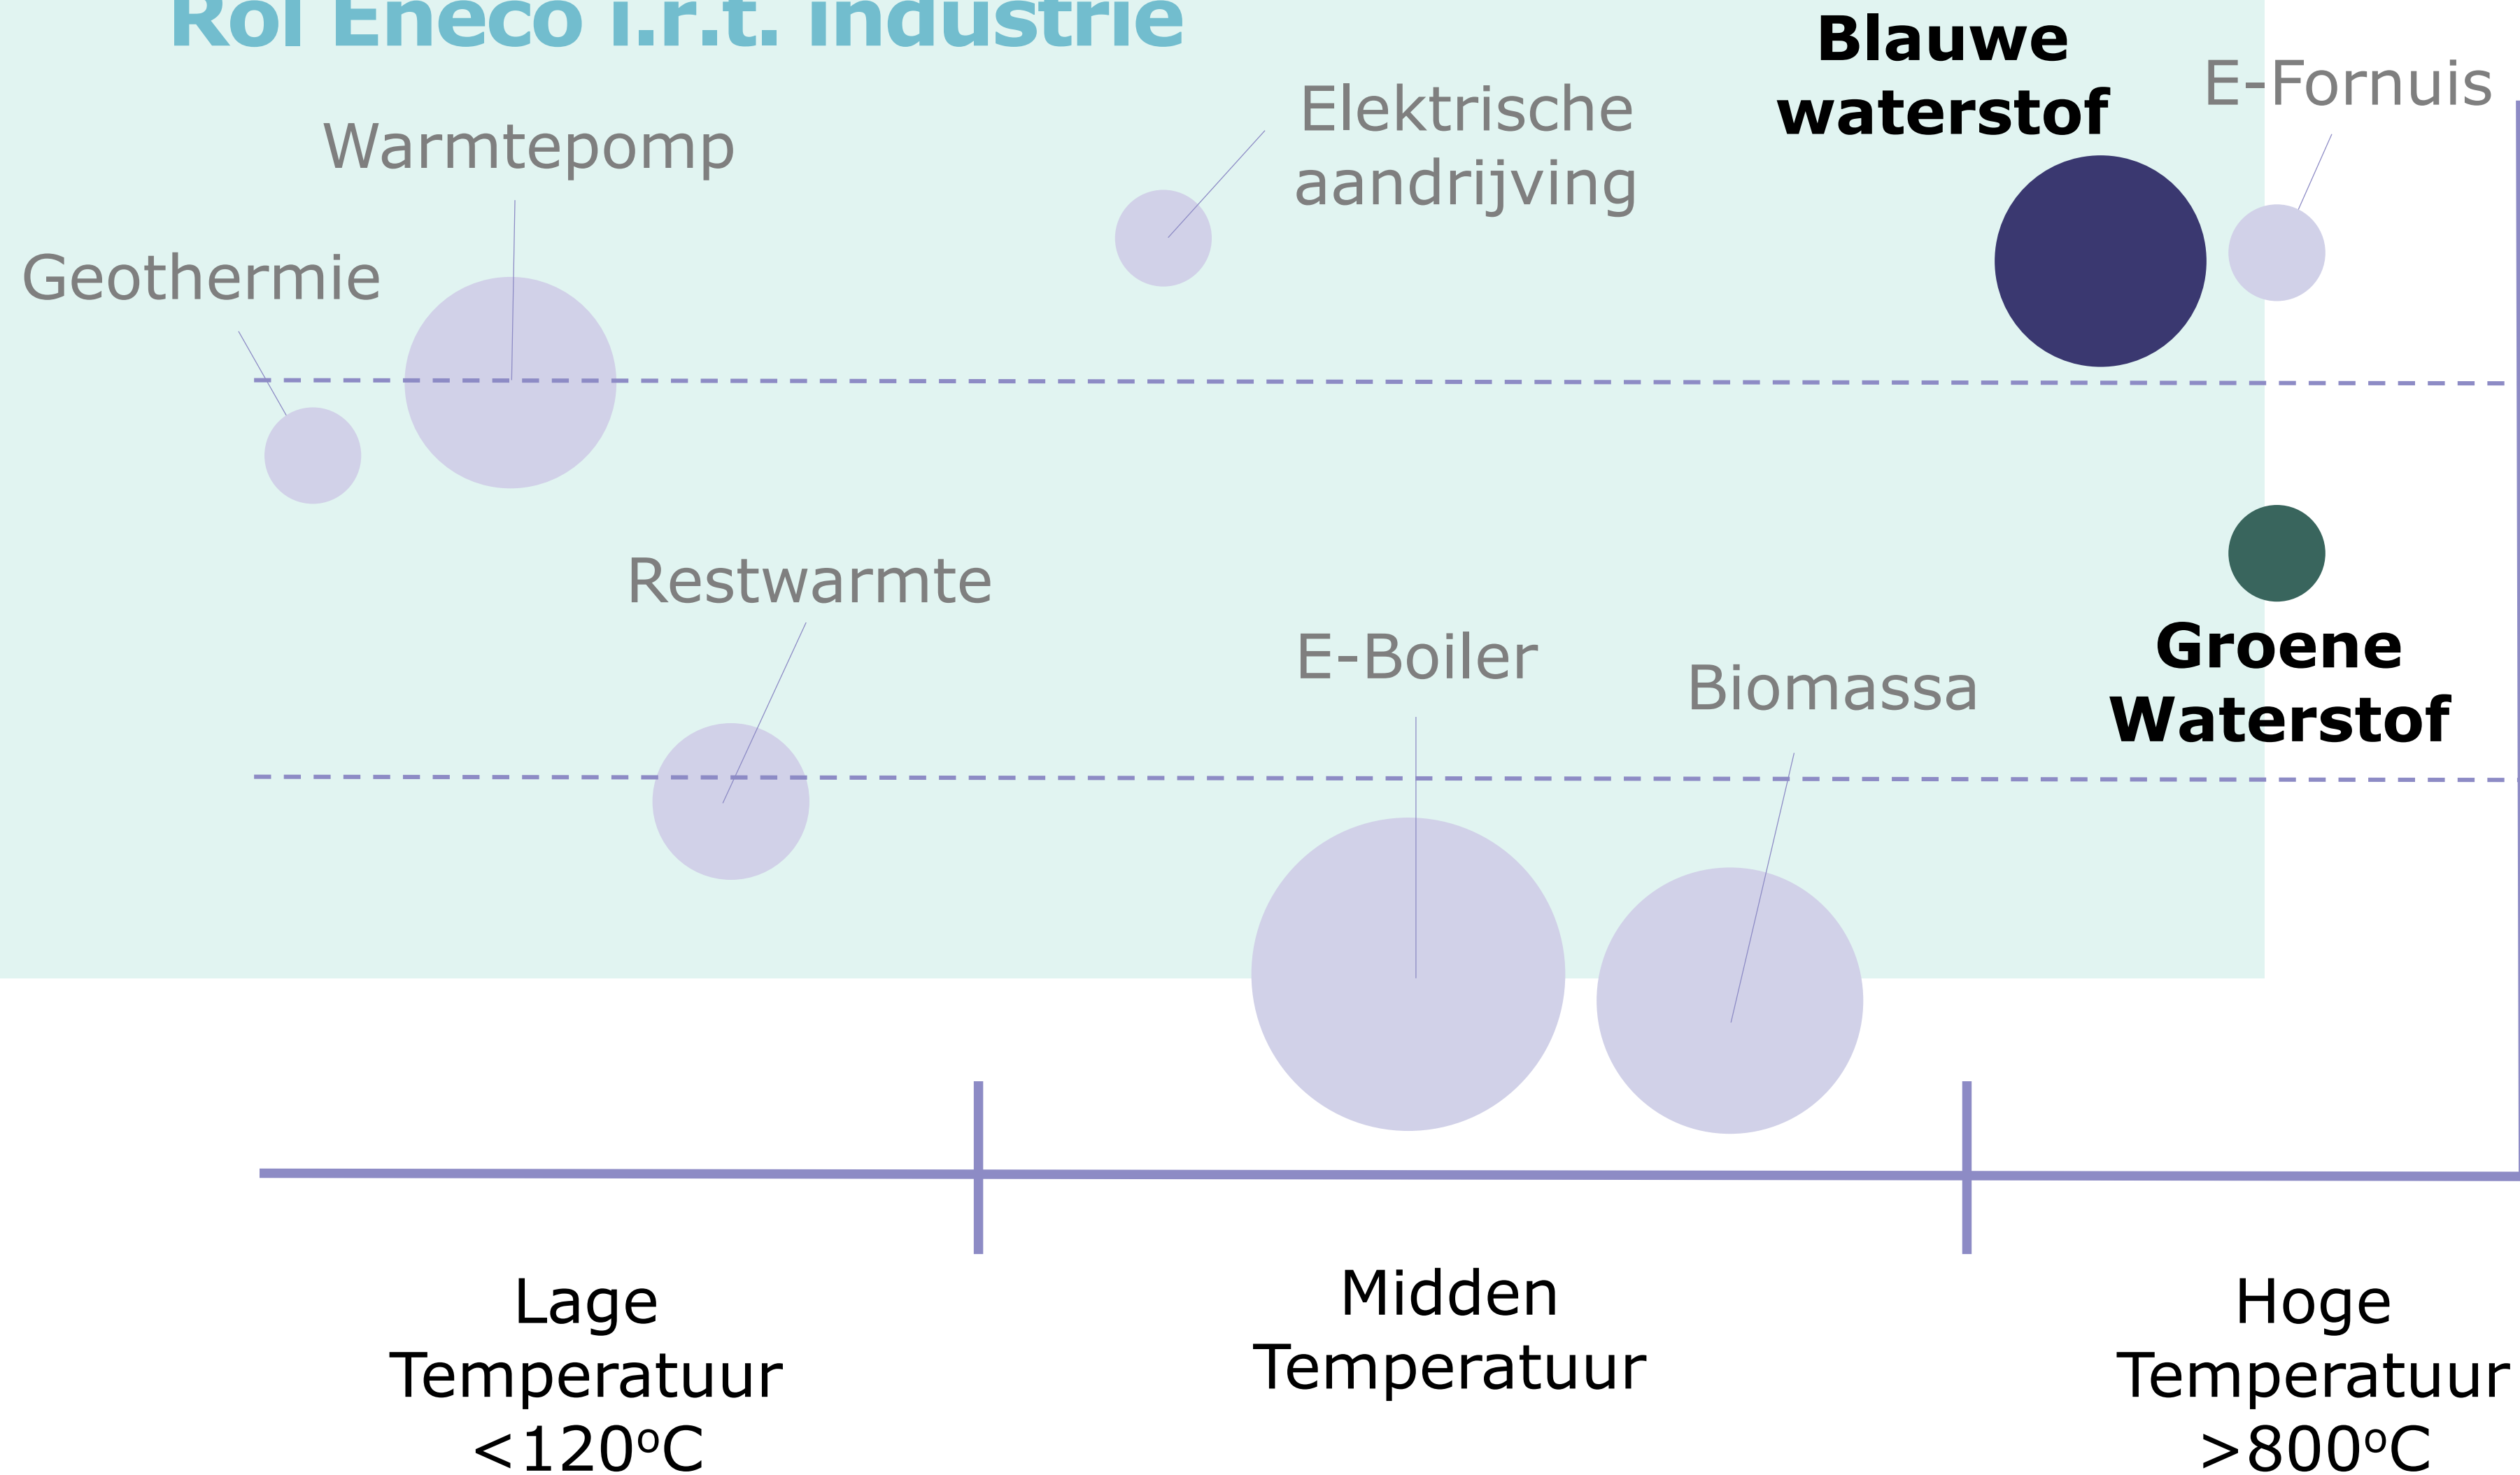 Rol Eneco i.r.t. industrie
Blauwe
waterstof
E-Fornuis
Elektrische
aandrijving
Warmtepomp
Geothermie
Restwarmte
E-Boiler
Biomassa
Groene
Waterstof
Lage
Temperatuur
<120ºC
Midden
Temperatuur
Hoge
Temperatuur
>800ºC